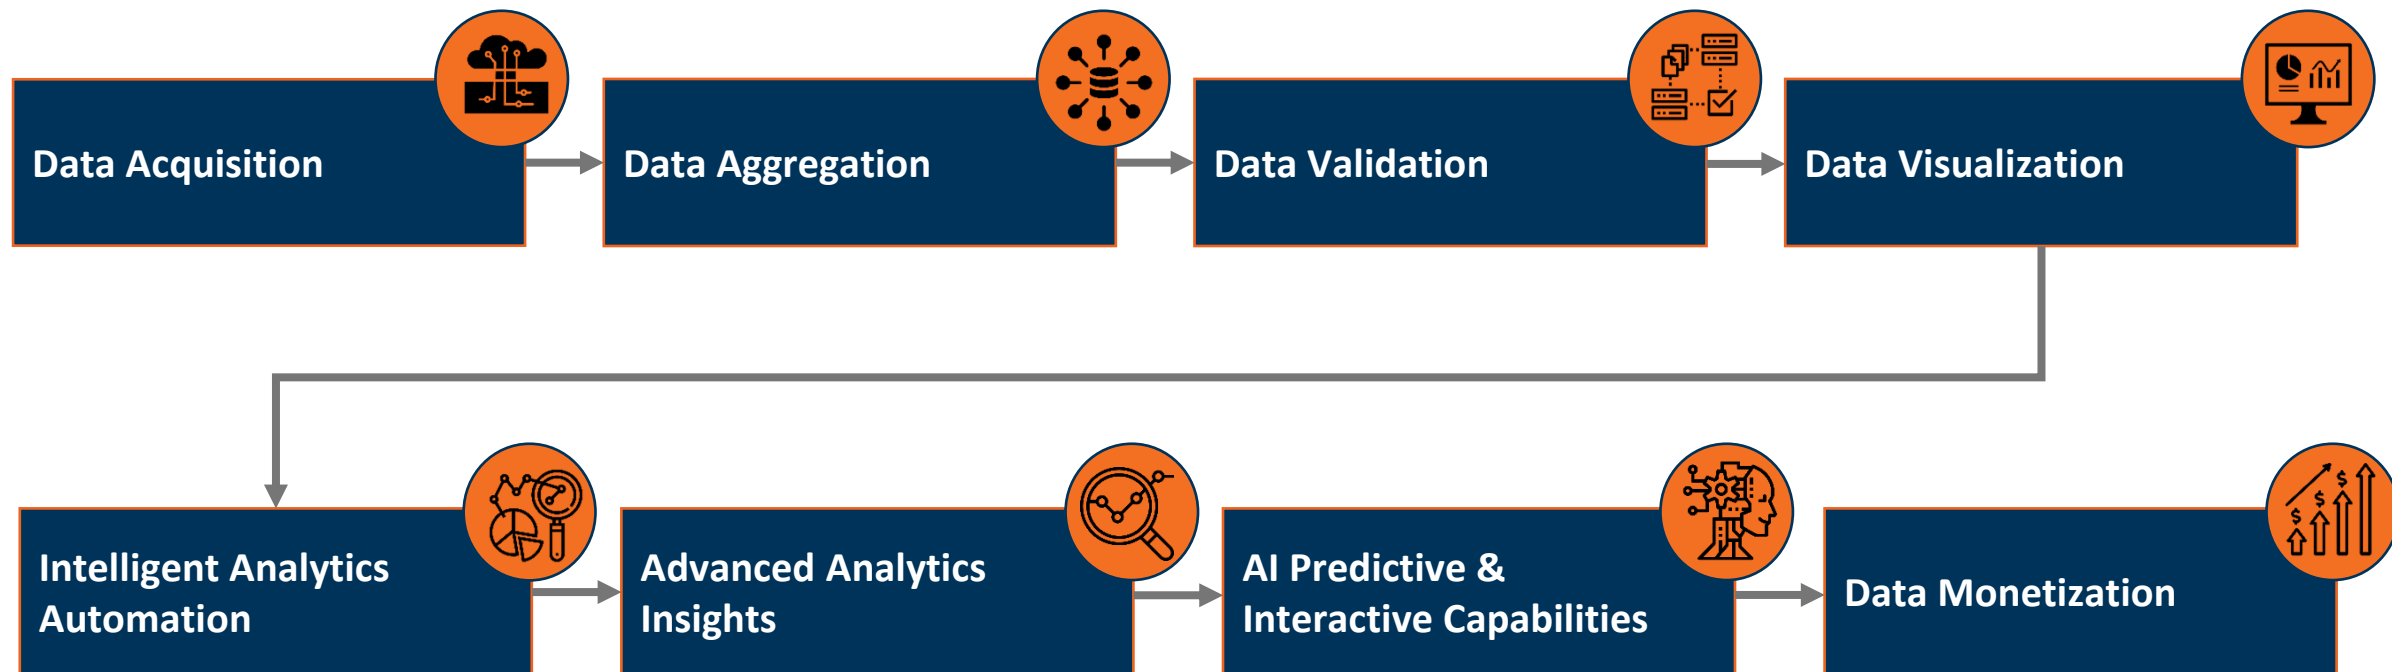 Data Acquisition
Data Aggregation
Data Validation
Data Visualization
Intelligent Analytics
Automation
Advanced Analytics
Insights
AI Predictive &
Interactive Capabilities
Data Monetization
$
$
$
$